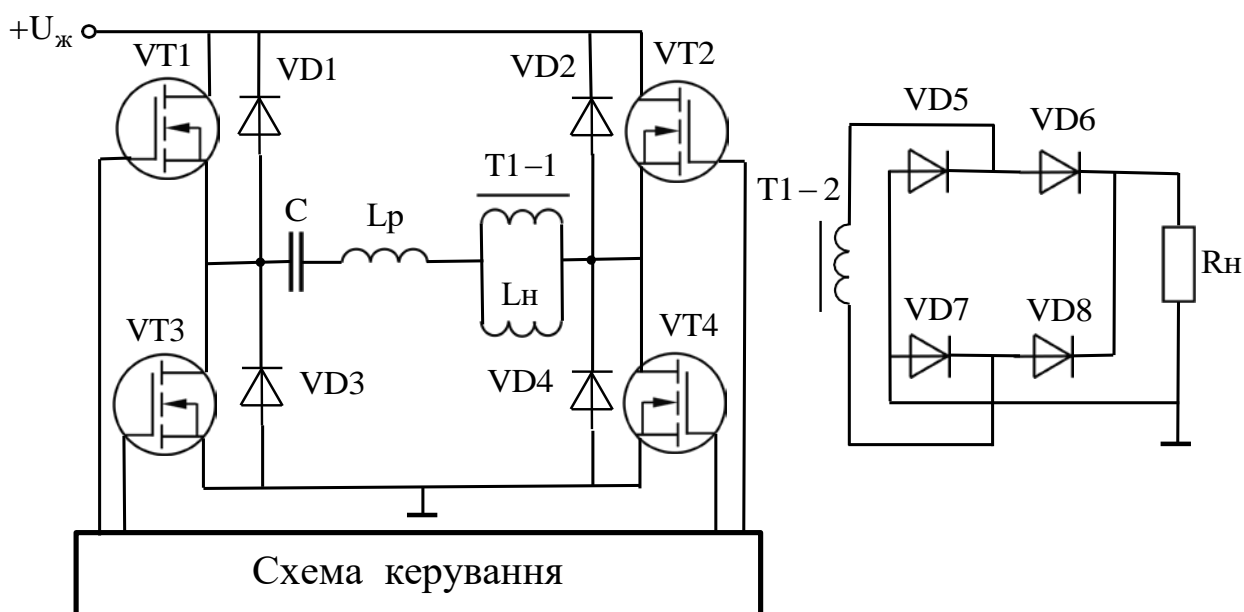 +Uж
VT1
VD1
VD2
VT2
VD5
VD6
T1–1
T1–2
C
Lр
Rн
Lн
VD7
VD8
VT3
VT4
VD3
VD4
Схема керування